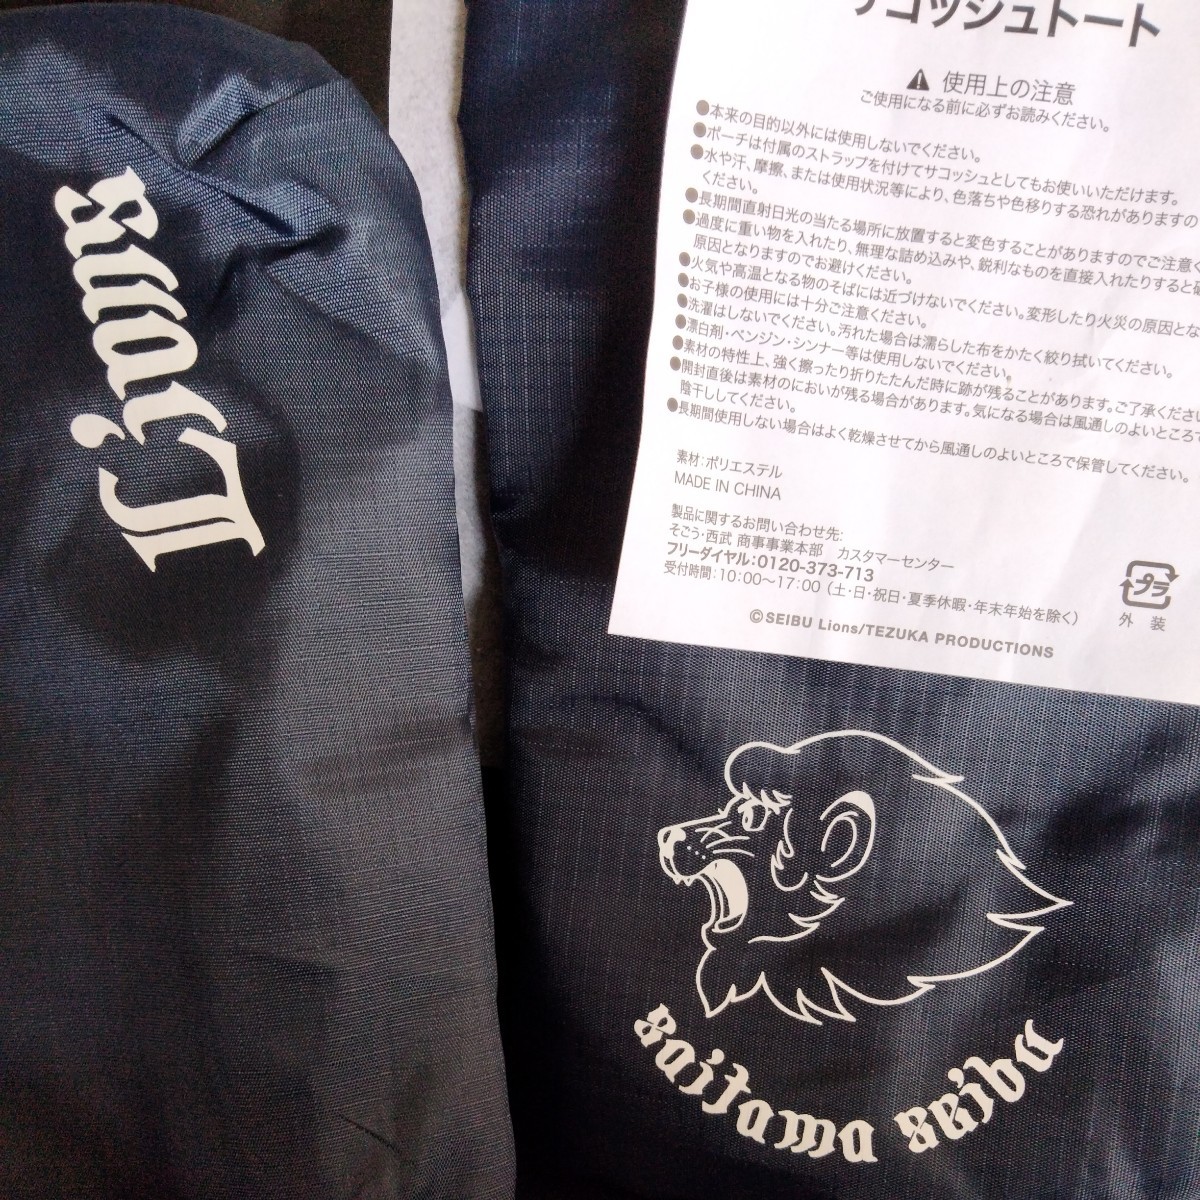 Lions
サコッシュトート
使用上の注意
ご使用になる前に必ずお読みください。
●本来の目的以外には使用しないでください。
●ポーチは付属のストラップを付けてサコッシュとしてもお使いいただけます。
●水や汗、摩擦、または使用状況等により、色落ちや色移りする恐れがありますの
ください。
●長期間直射日光の当たる場所に放置すると変色することがありますのでご注意く
●過度に重い物を入れたり、無理な詰め込みや、鋭利なものを直接入れたりすると破
原因となりますのでお避けください。
●火気や高温となる物のそばには近づけないでください。変形したり火災の原因とな
●お子様の使用には十分ご注意ください。
●洗濯はしないでください。汚れた場合は濡らした布をかたく絞り拭いてください。
●漂白剤・ベンジン・シンナー等は使用しないでください。
●素材の特性上、強く擦ったり折りたたんだ時に跡が残ることがあります。ご了承くださ
●開封直後は素材のにおいが残る場合があります。気になる場合は風通しのよいところで
陰干ししてください。
●長期間使用しない場合はよく乾燥させてから風通しのよいところで保管してください。
素材:ポリエステル
MADE IN CHINA
製品に関するお問い合わせ先:
そごう・西武 商事事業本部 カスタマーセンター
フリーダイヤル:0120-373-713
受付時間:10:00〜17:00 (土・日・祝日・夏季休暇・年末年始を除く)
プラ
外装
©SEIBU Lions/TEZUKA PRODUCTIONS
saitama seibu